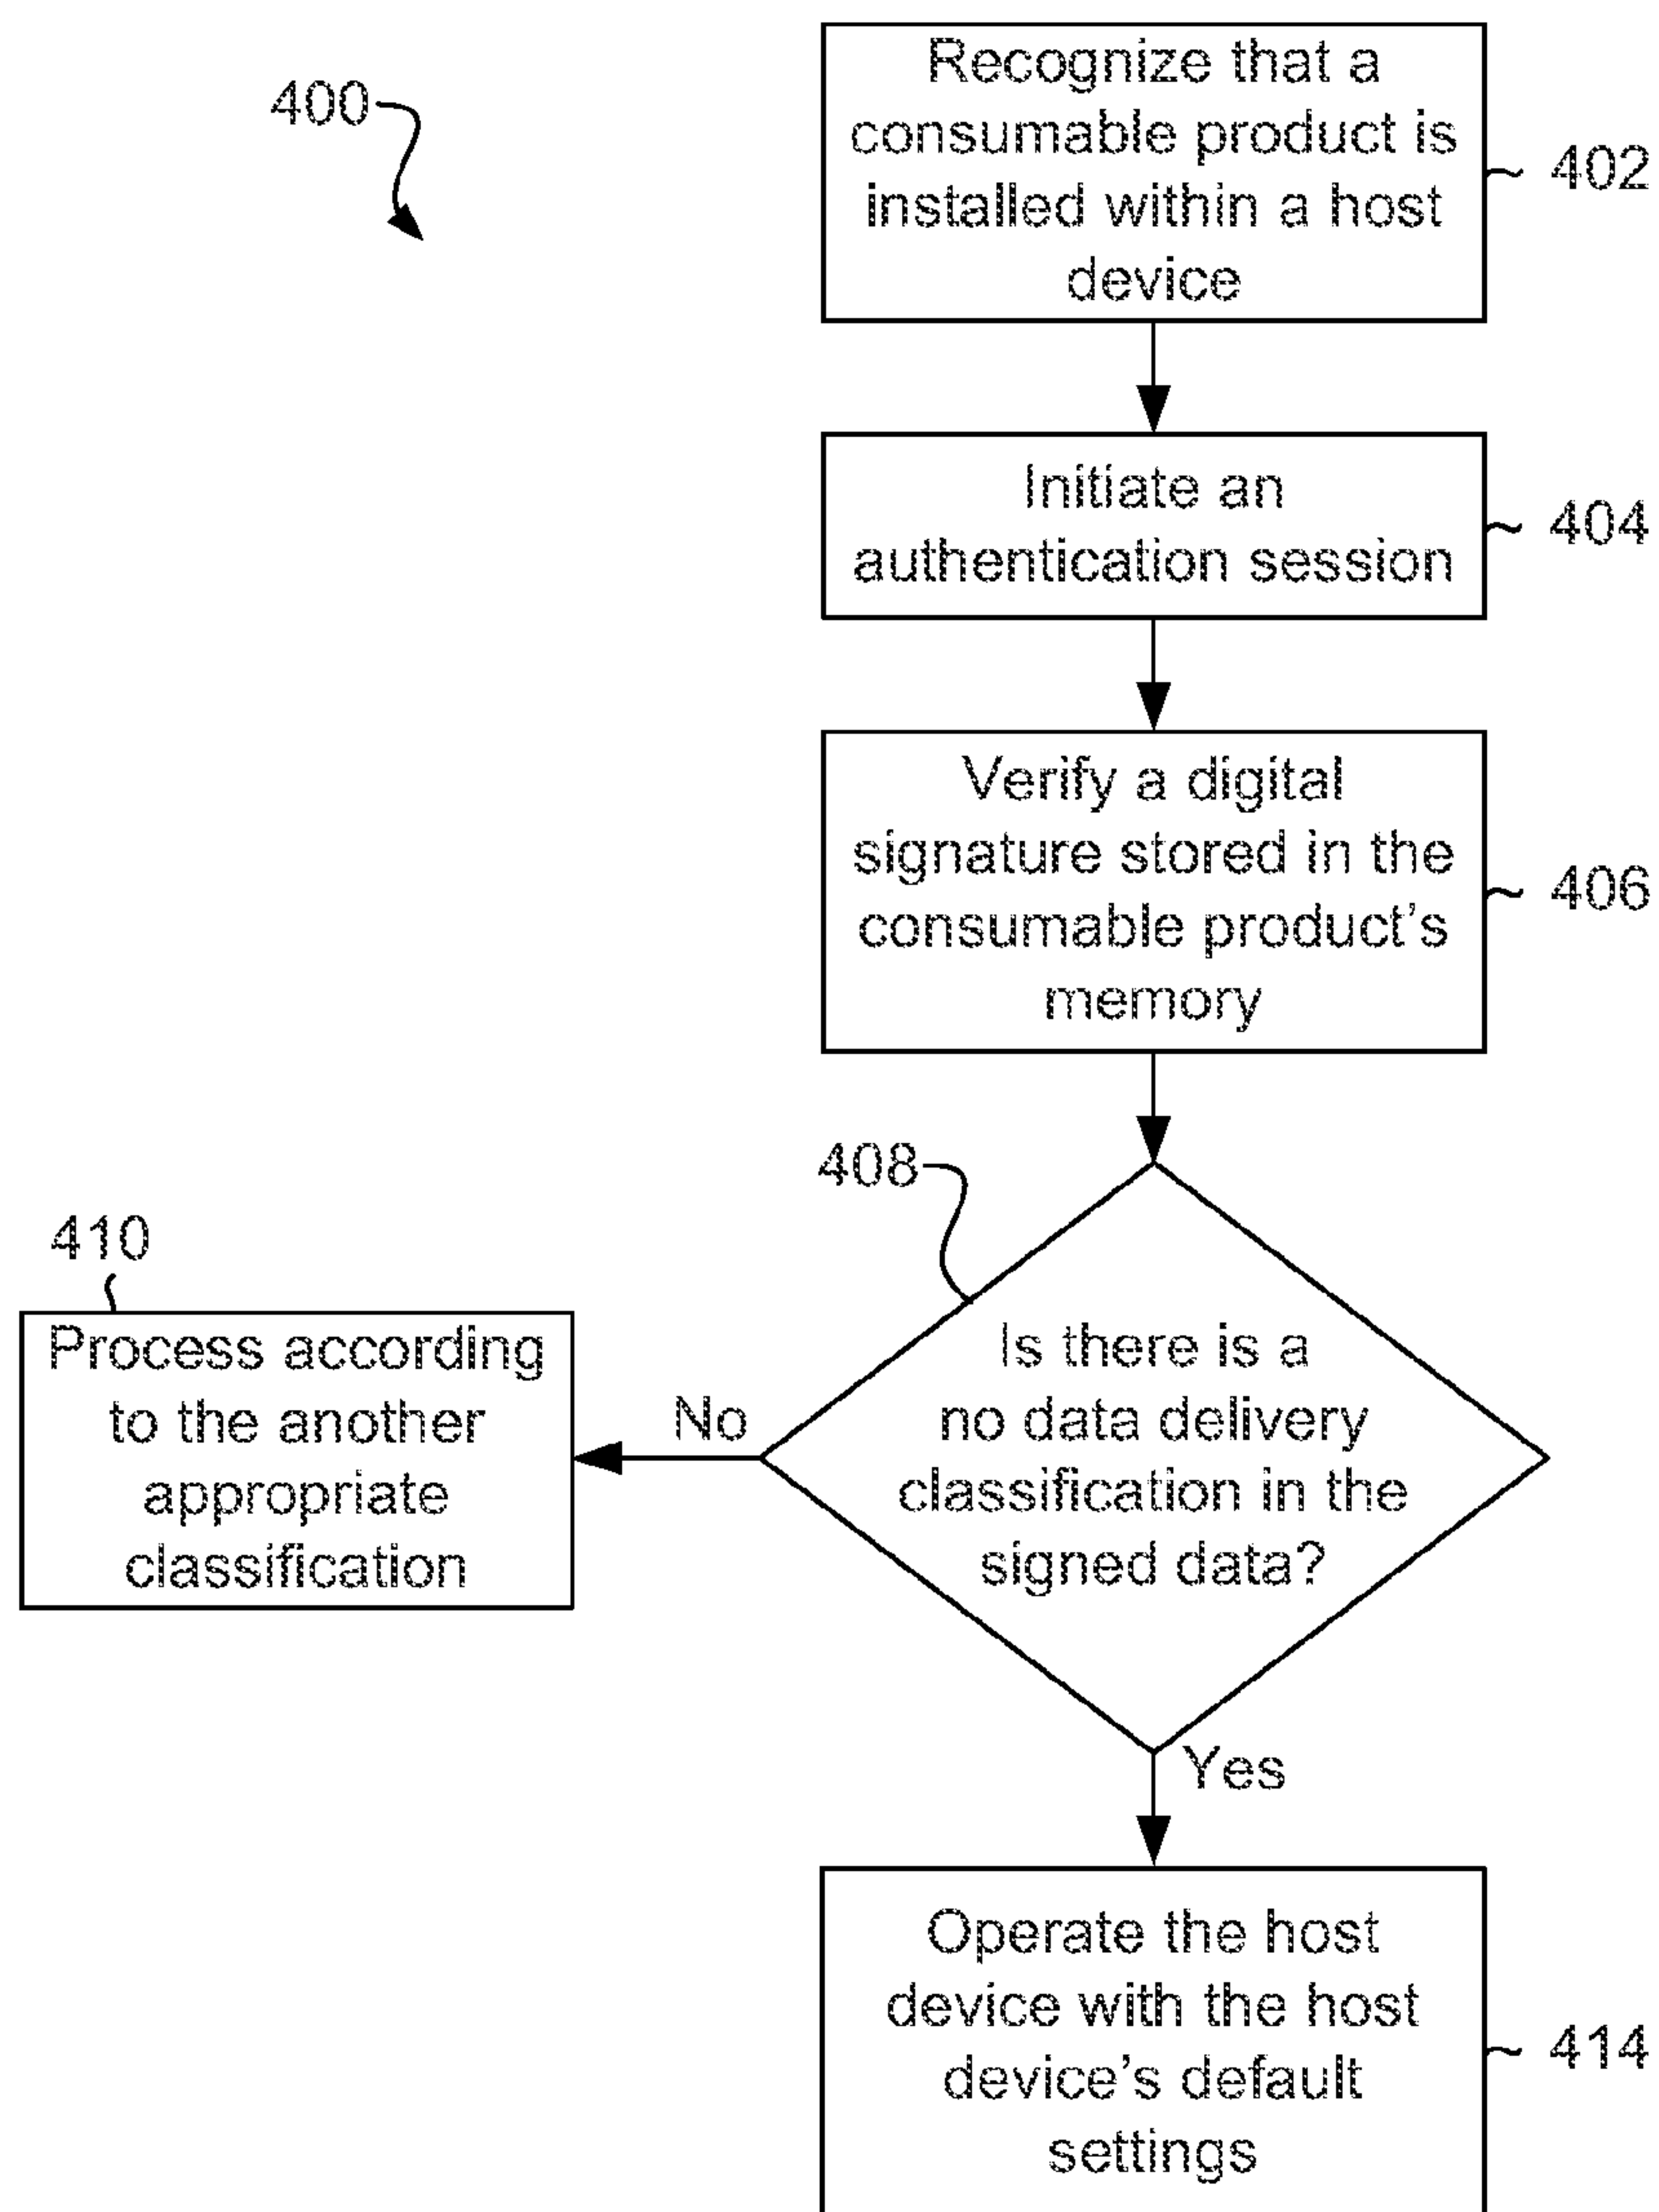 400
Recognize that a
consumable product is
installed within a host
device
402
Initiate an
authentication session
404
Verify a digital
signature stored in the
consumable product's
memory
406
408
Is there is a
no data delivery
classification in the
signed data?
No
410
Process according
to the another
appropriate
classification
Yes
Operate the host
device with the host
device's default
settings
414